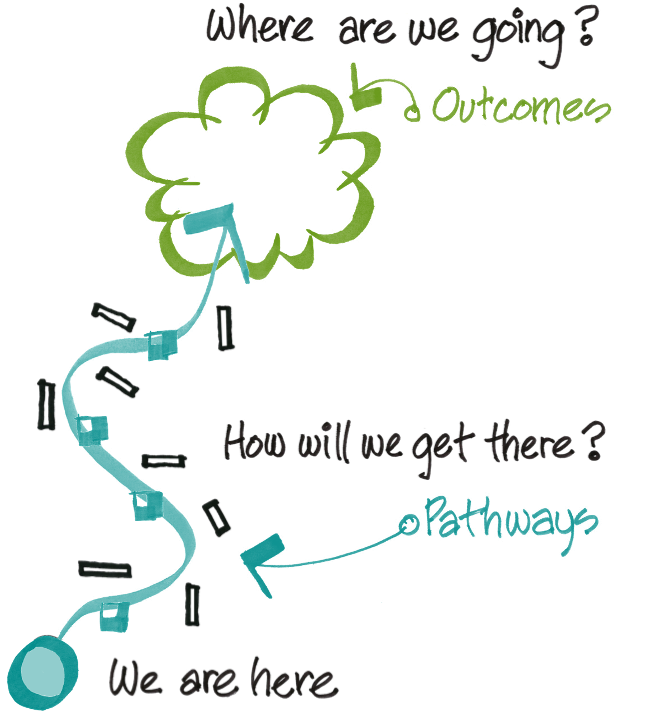 Where are we going?
Outcomes
How will we get there?
Pathways
We are here